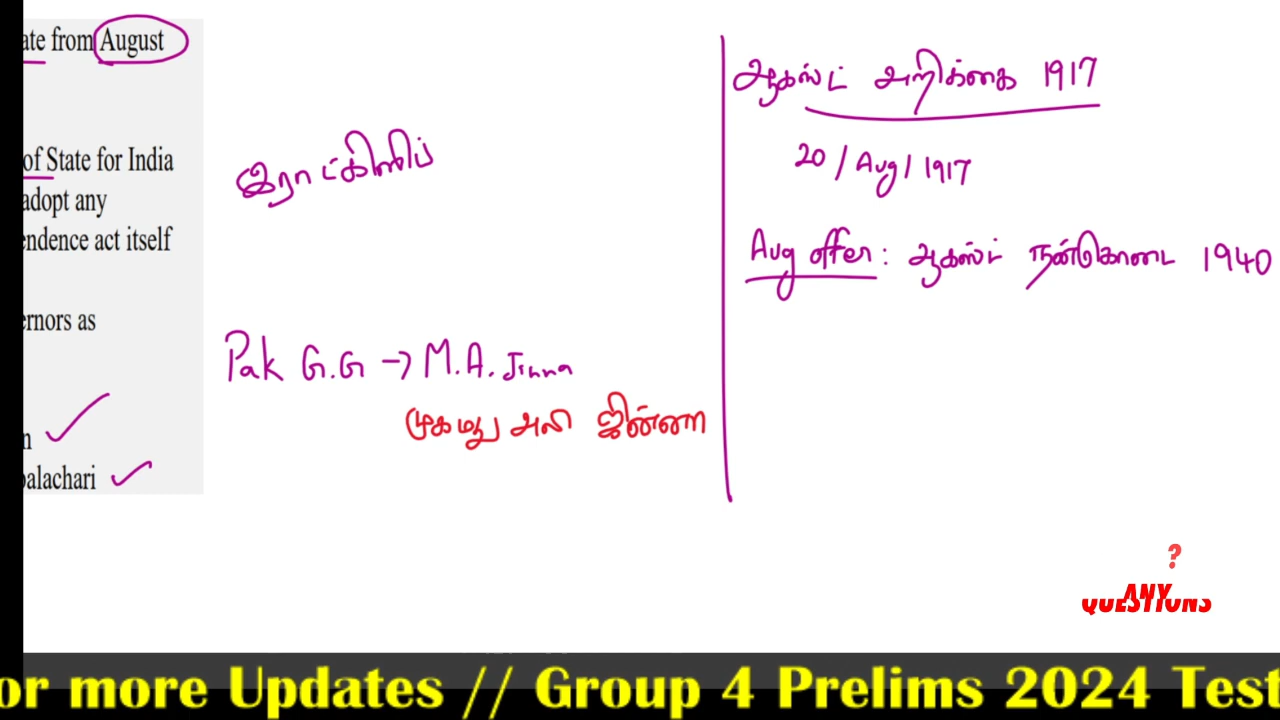 ate from August
of State for India
adopt any
endence act itself
ernors as
n
palachari
Pak G.G → M.A. Jinna
முகமது அலி ஜின்னா
ஆகஸ்ட் அறிக்கை 1917
20 / Aug / 1917
Aug offer : ஆகஸ்ட் நன்கொடை 1940
?
ANY
QUESTIONS
or more Updates // Group 4 Prelims 2024 Test